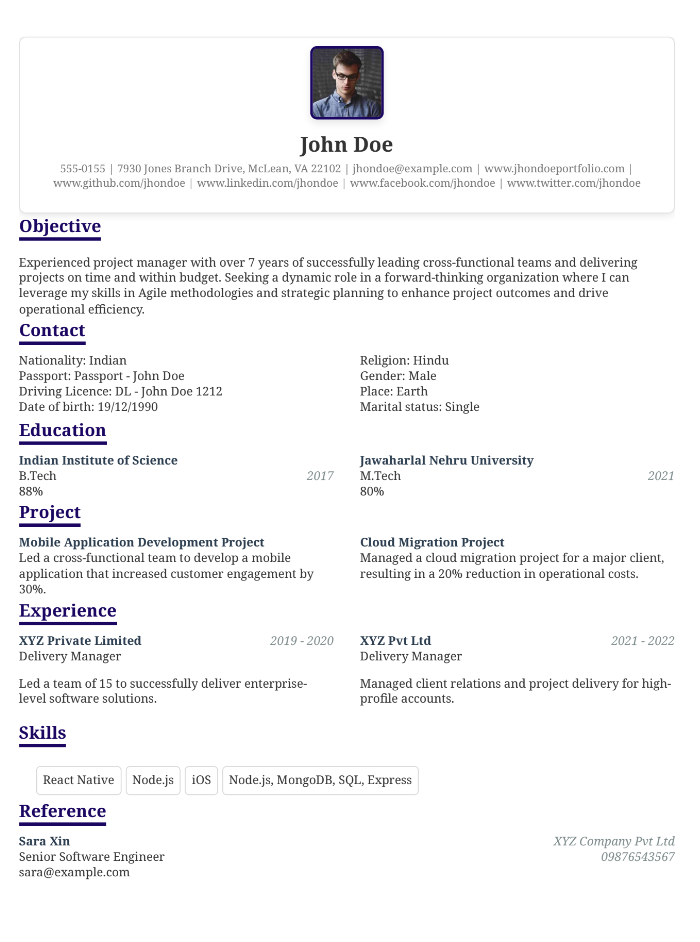 John Doe
555-0155 | 7930 Jones Branch Drive, McLean, VA 22102 | jhondoe@example.com | www.jhondoeportfolio.com |
www.github.com/jhondoe | www.linkedin.com/jhondoe | www.facebook.com/jhondoe | www.twitter.com/jhondoe
Objective
Experienced project manager with over 7 years of successfully leading cross-functional teams and delivering
projects on time and within budget. Seeking a dynamic role in a forward-thinking organization where I can
leverage my skills in Agile methodologies and strategic planning to enhance project outcomes and drive
operational efficiency.
Contact
Nationality: Indian
Passport: Passport - John Doe
Driving Licence: DL - John Doe 1212
Date of birth: 19/12/1990
Religion: Hindu
Gender: Male
Place: Earth
Marital status: Single
Education
Indian Institute of Science
B.Tech 2017
88%
Jawaharlal Nehru University
M.Tech 2021
80%
Project
Mobile Application Development Project
Led a cross-functional team to develop a mobile
application that increased customer engagement by
30%.
Cloud Migration Project
Managed a cloud migration project for a major client,
resulting in a 20% reduction in operational costs.
Experience
XYZ Private Limited 2019 - 2020
Delivery Manager
Led a team of 15 to successfully deliver enterprise-
level software solutions.
XYZ Pvt Ltd 2021 - 2022
Delivery Manager
Managed client relations and project delivery for high-
profile accounts.
Skills
React Native Node.js iOS Node.js, MongoDB, SQL, Express
Reference
Sara Xin XYZ Company Pvt Ltd
Senior Software Engineer 09876543567
sara@example.com